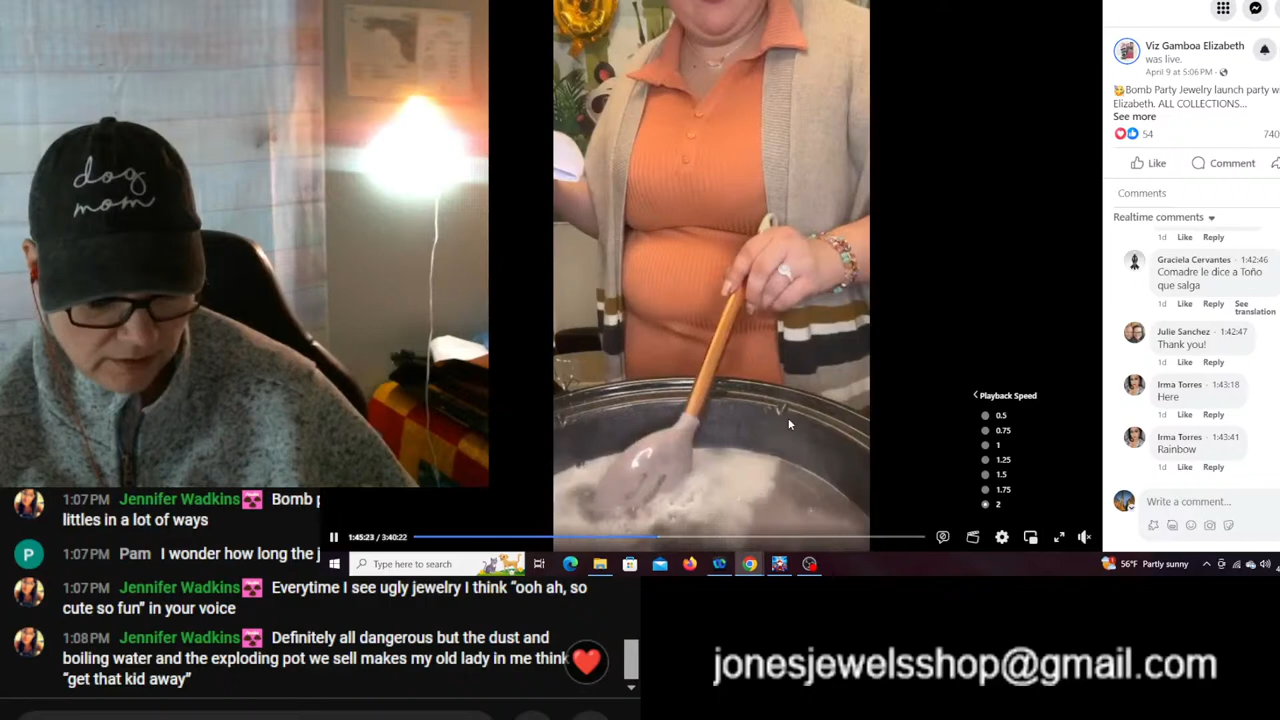 dog
mom
Viz Gamboa Elizabeth
was live.
April 9 at 5:06 PM ·
Bomb Party Jewelry launch party w
Elizabeth. ALL COLLECTIONS...
See more
54
740
Like
Comment
Comments
Realtime comments
1d Like Reply
Graciela Cervantes 1:42:46
Comadre le dice a Toño
que salga
1d Like Reply See
translation
Julie Sanchez 1:42:47
Thank you!
1d Like Reply
Irma Torres 1:43:18
Here
1d Like Reply
Irma Torres 1:43:41
Rainbow
1d Like Reply
Write a comment...
Playback Speed
0.5
0.75
1
1.25
1.5
1.75
2
1:45:23 / 3:40:22
Type here to search
56°F Partly sunny
1:07 PM Jennifer Wadkins Bomb p
littles in a lot of ways
1:07 PM Pam I wonder how long the j
1:07 PM Jennifer Wadkins Everytime I see ugly jewelry I think “ooh ah, so
cute so fun” in your voice
1:08 PM Jennifer Wadkins Definitely all dangerous but the dust and
boiling water and the exploding pot we sell makes my old lady in me think
“get that kid away”
jonesjewelsshop@gmail.com